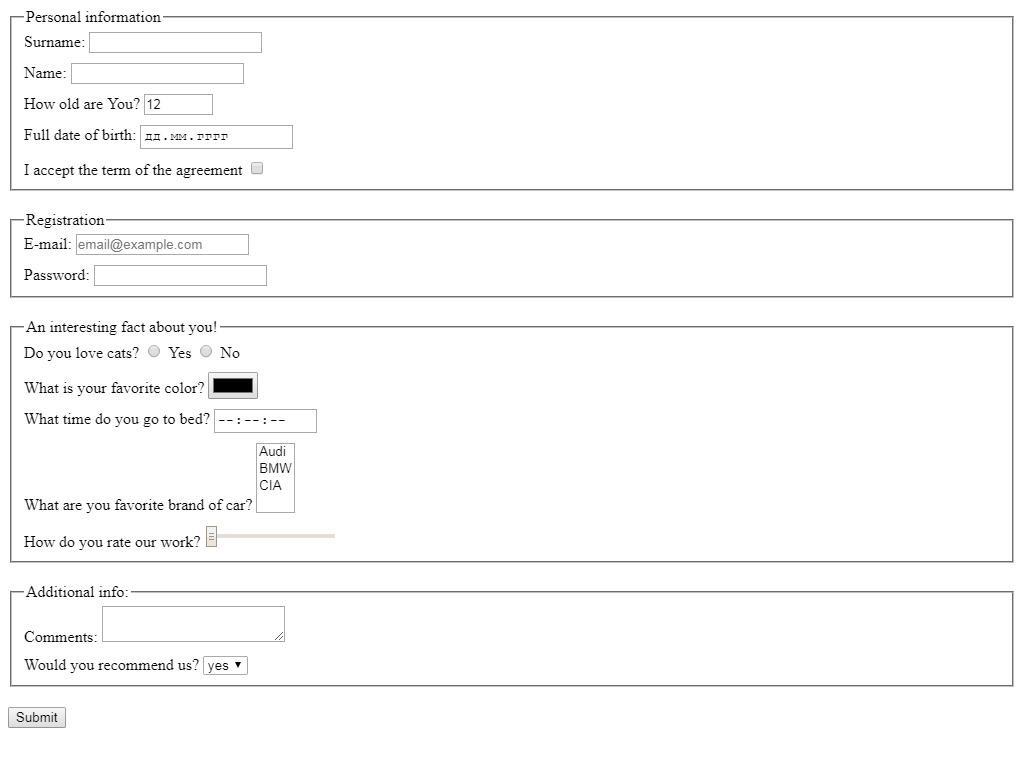 Personal information
Surname:
Name:
How old are You? 12
Full date of birth: дд.мм.гггг
I accept the term of the agreement
Registration
E-mail: email@example.com
Password:
An interesting fact about you!
Do you love cats? Yes No
What is your favorite color?
What time do you go to bed? --:--:--
Audi
BMW
CIA
What are you favorite brand of car?
How do you rate our work?
Additional info:
Comments:
Would you recommend us? yes
Submit